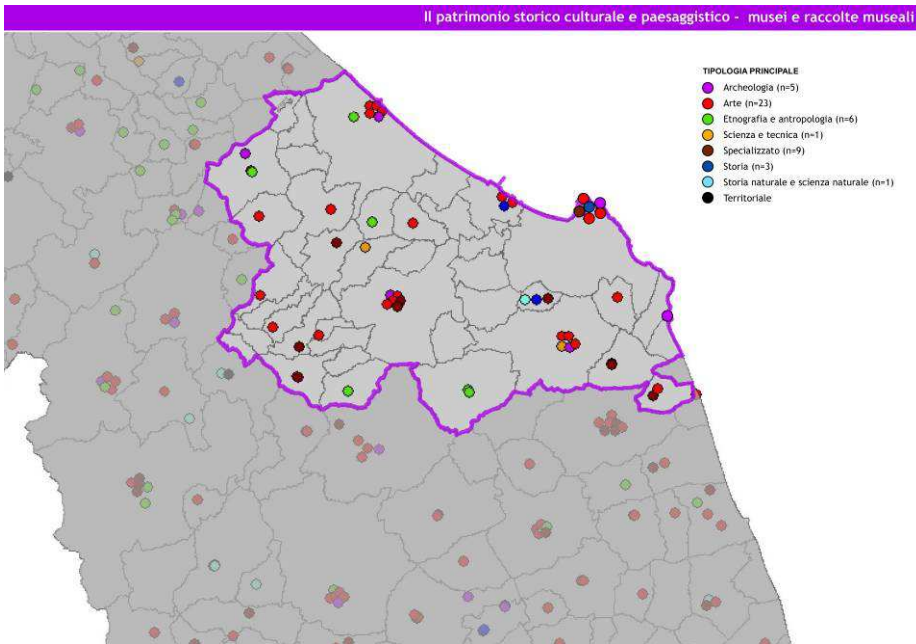 Il patrimonio storico culturale e paesaggistico - musei e raccolte museali
TIPOLOGIA PRINCIPALE
Archeologia (n=5)
Arte (n=23)
Etnografia e antropologia (n=6)
Scienza e tecnica (n=1)
Specializzato (n=9)
Storia (n=3)
Storia naturale e scienza naturale (n=1)
Territoriale